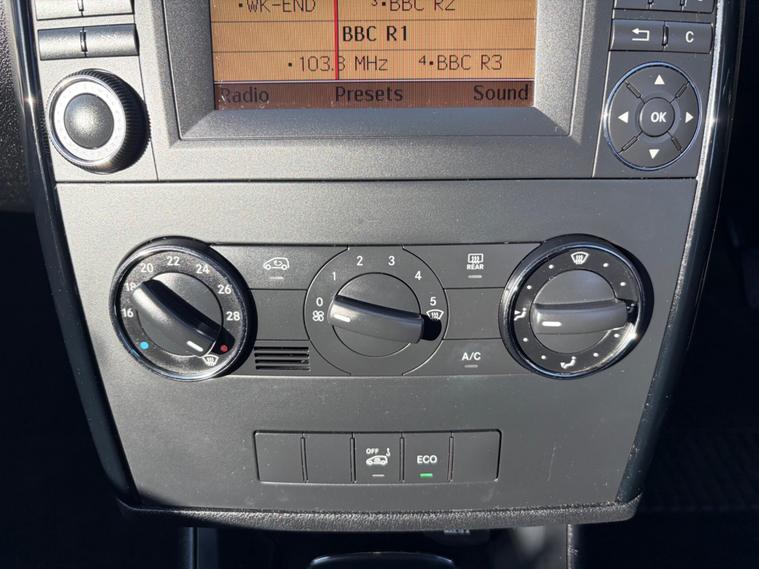 •WK-END ³•BBC R2
BBC R1
•103.8 MHz ⁴•BBC R3
Radio Presets Sound
C
OK
16 18 20 22 24 26 28
0 1 2 3 4 5
REAR
A/C
OFF
ECO